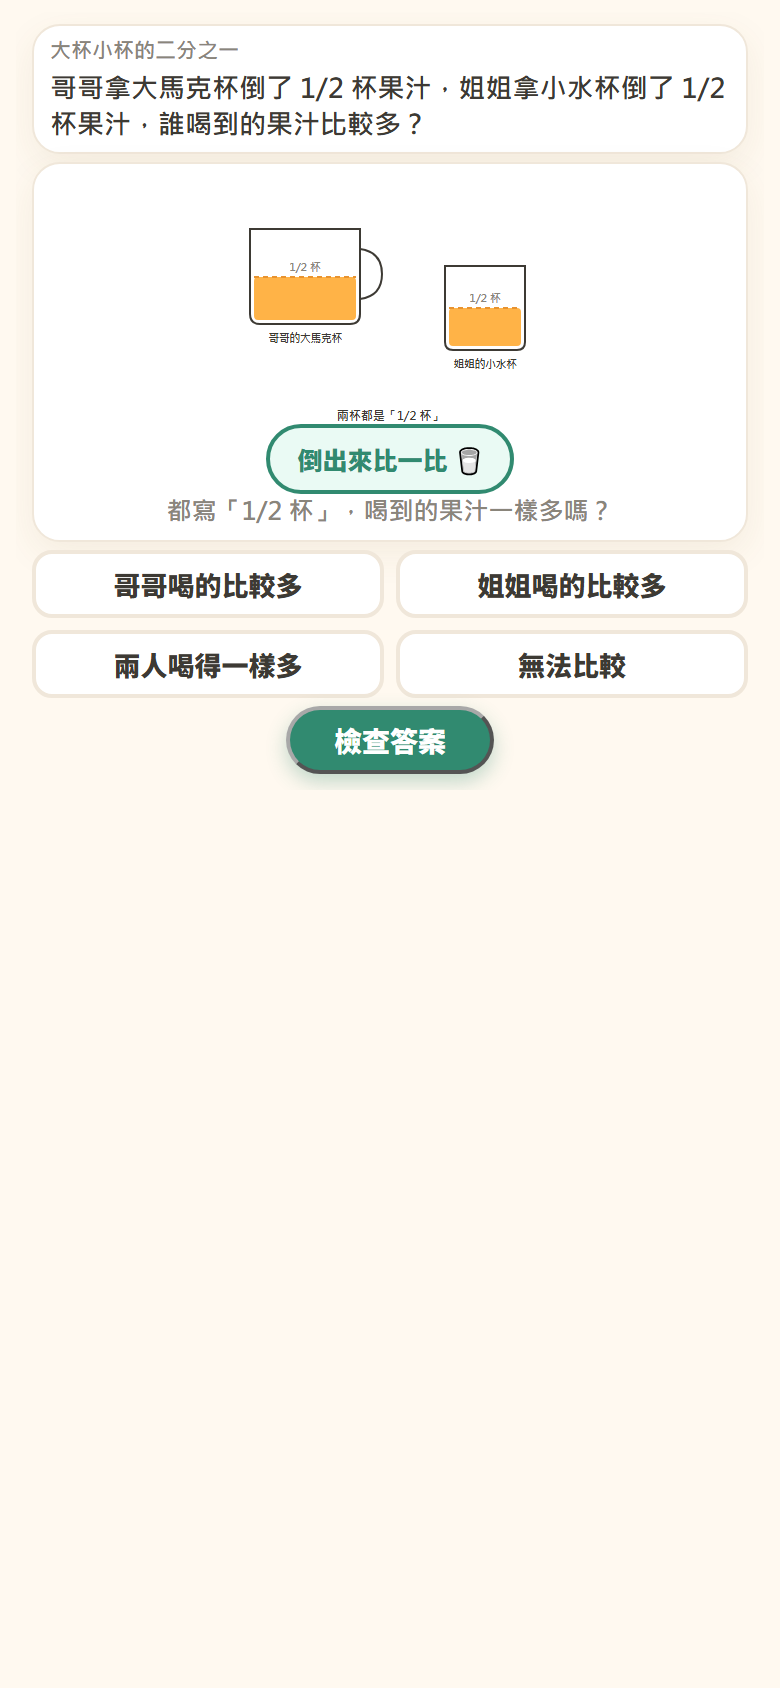 大杯小杯的二分之一
哥哥拿大馬克杯倒了 1/2 杯果汁，姐姐拿小水杯倒了 1/2
杯果汁，誰喝到的果汁比較多？
1/2 杯
哥哥的大馬克杯
1/2 杯
姐姐的小水杯
兩杯都是「1/2 杯」
倒出來比一比
都寫「1/2 杯」，喝到的果汁一樣多嗎？
哥哥喝的比較多
姐姐喝的比較多
兩人喝得一樣多
無法比較
檢查答案